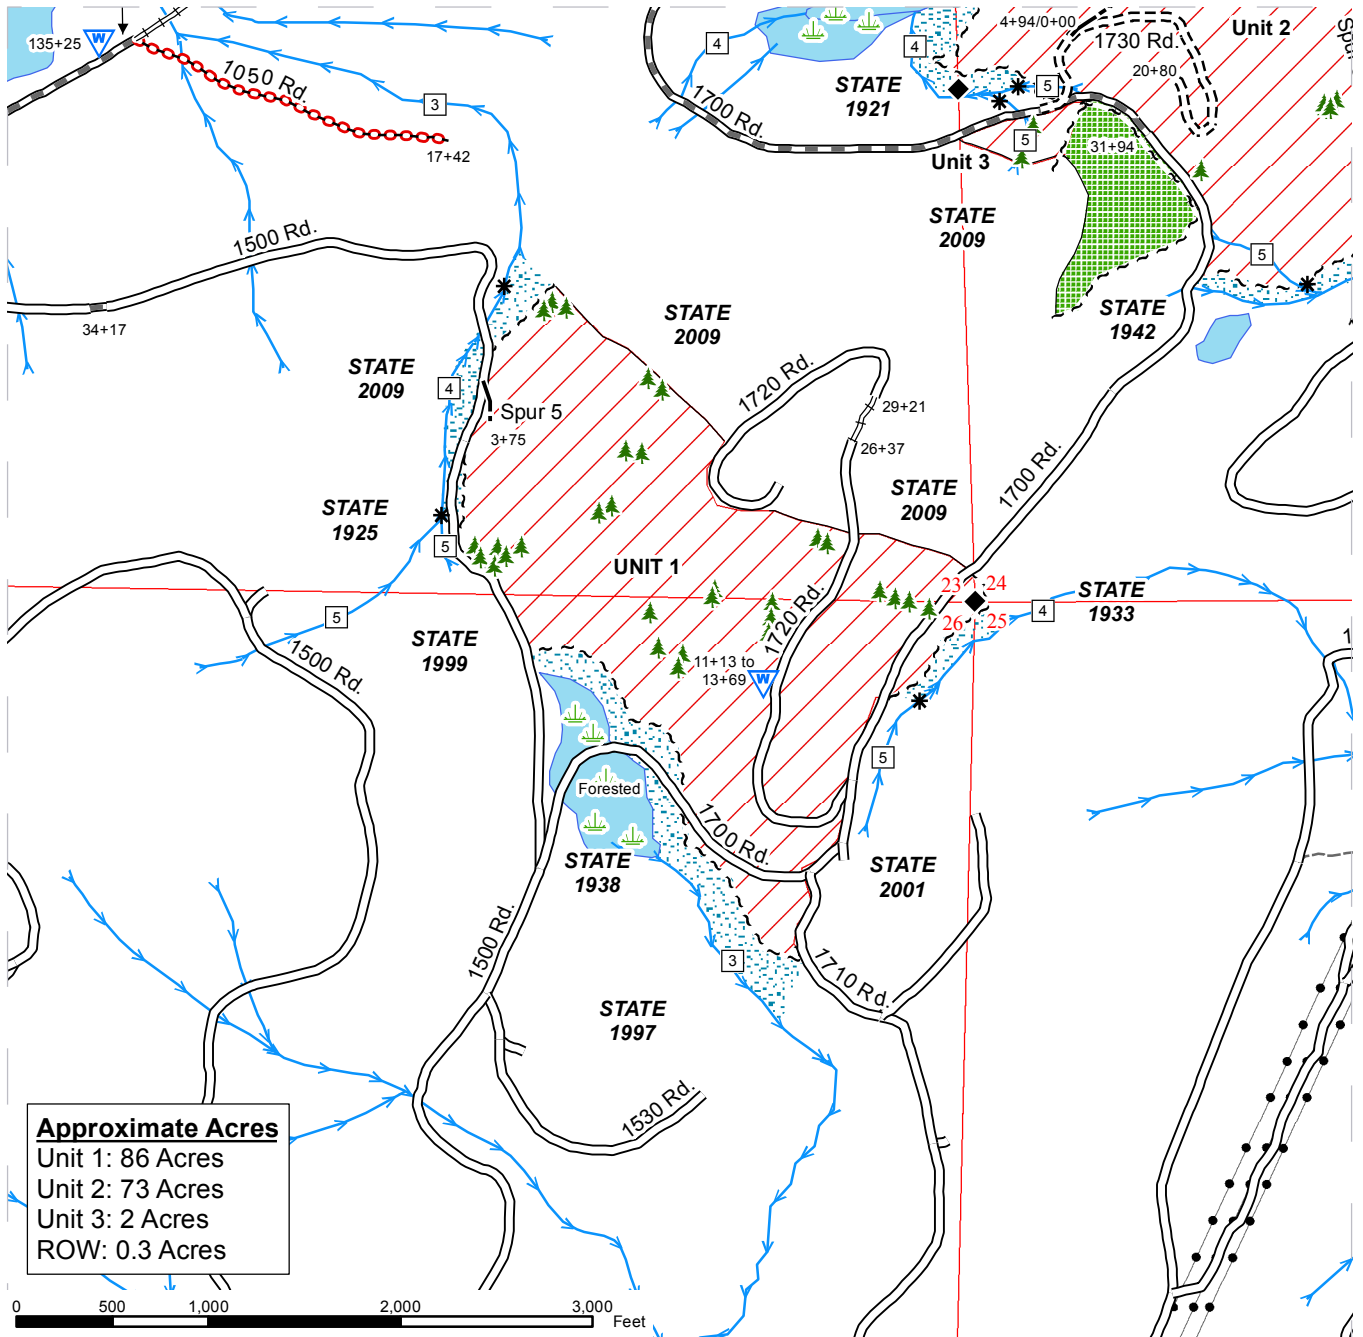 135+25
W
1050 Rd.
17+42
3
4
4
1700 Rd.
STATE
1921
4+94/0+00
1730 Rd.
20+80
Unit 2
5
5
31+94
Unit 3
STATE
2009
5
1500 Rd.
34+17
STATE
2009
STATE
1942
STATE
2009
4
Spur 5
3+75
1720 Rd.
29+21
26+37
1700 Rd.
STATE
2009
STATE
1925
5
UNIT 1
23
24
26
25
4
STATE
1933
5
STATE
1999
1500 Rd.
1720 Rd.
11+13 to
13+69
W
5
Forested
1700 Rd.
STATE
1938
STATE
2001
1500 Rd.
3
1710 Rd.
STATE
1997
1530 Rd.
Approximate Acres
Unit 1: 86 Acres
Unit 2: 73 Acres
Unit 3: 2 Acres
ROW: 0.3 Acres
0 500 1,000 2,000 3,000
Feet